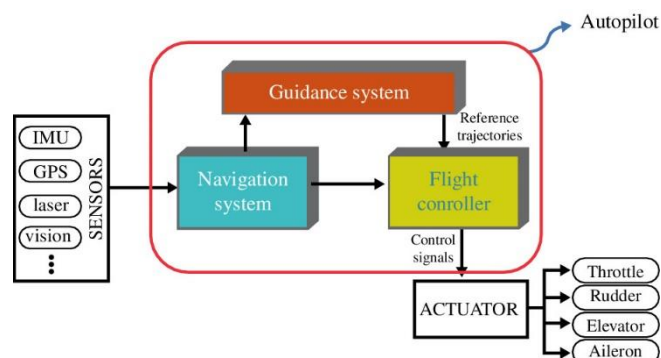 Autopilot
Guidance system
Reference
trajectories
IMU
GPS
laser
vision
SENSORS
Navigation
system
Flight
conroller
Control
signals
ACTUATOR
Throttle
Rudder
Elevator
Aileron